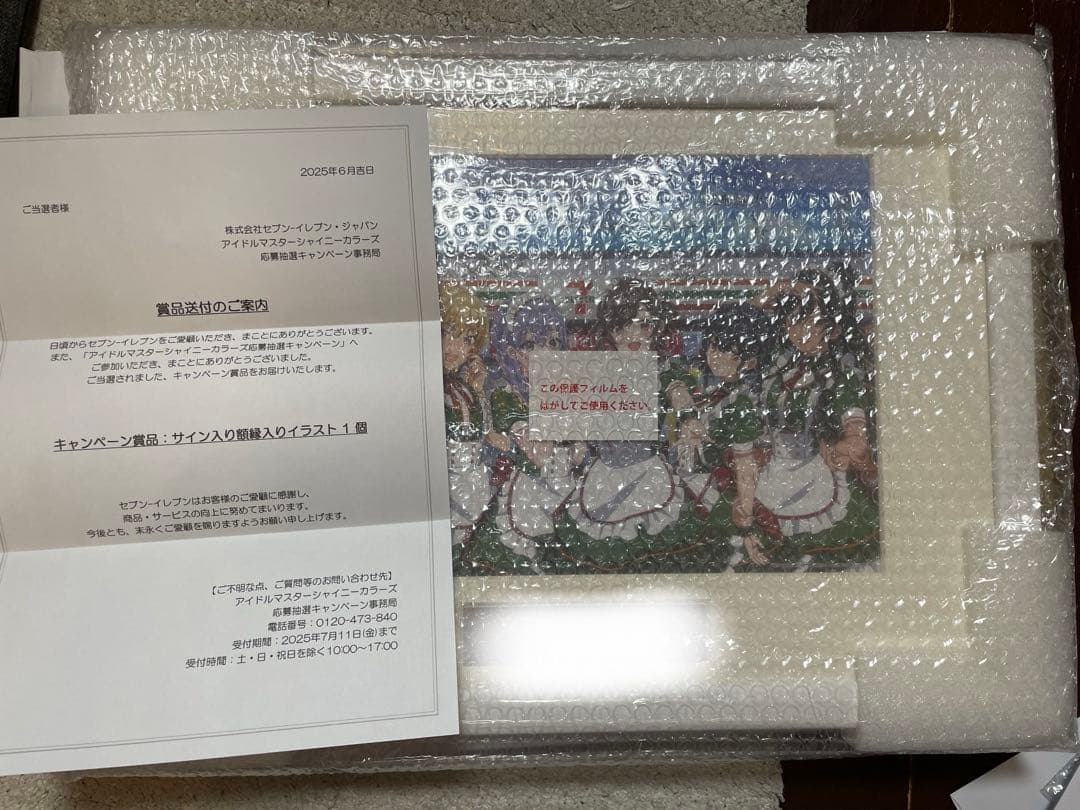 2025年6月吉日
ご当選者様
株式会社セブン-イレブン・ジャパン
アイドルマスターシャイニーカラーズ
応募抽選キャンペーン事務局
賞品送付のご案内
日頃からセブン-イレブンをご愛顧いただき、まことにありがとうございます。
また、「アイドルマスターシャイニーカラーズ応募抽選キャンペーン」へ
ご参加いただき、まことにありがとうございました。
ご当選されました、キャンペーン賞品をお届けいたします。
キャンペーン賞品：サイン入り額縁入りイラスト1個
セブン-イレブンはお客様のご愛顧に感謝し、
商品・サービスの向上に努めてまいります。
今後とも、末永くご愛顧を賜りますようお願い申し上げます。
【ご不明な点、ご質問等のお問い合わせ先】
アイドルマスターシャイニーカラーズ
応募抽選キャンペーン事務局
電話番号：0120-473-840
受付期間：2025年7月11日(金)まで
受付時間：土・日・祝日を除く10:00～17:00
この保護フィルムを
はがしてご使用ください